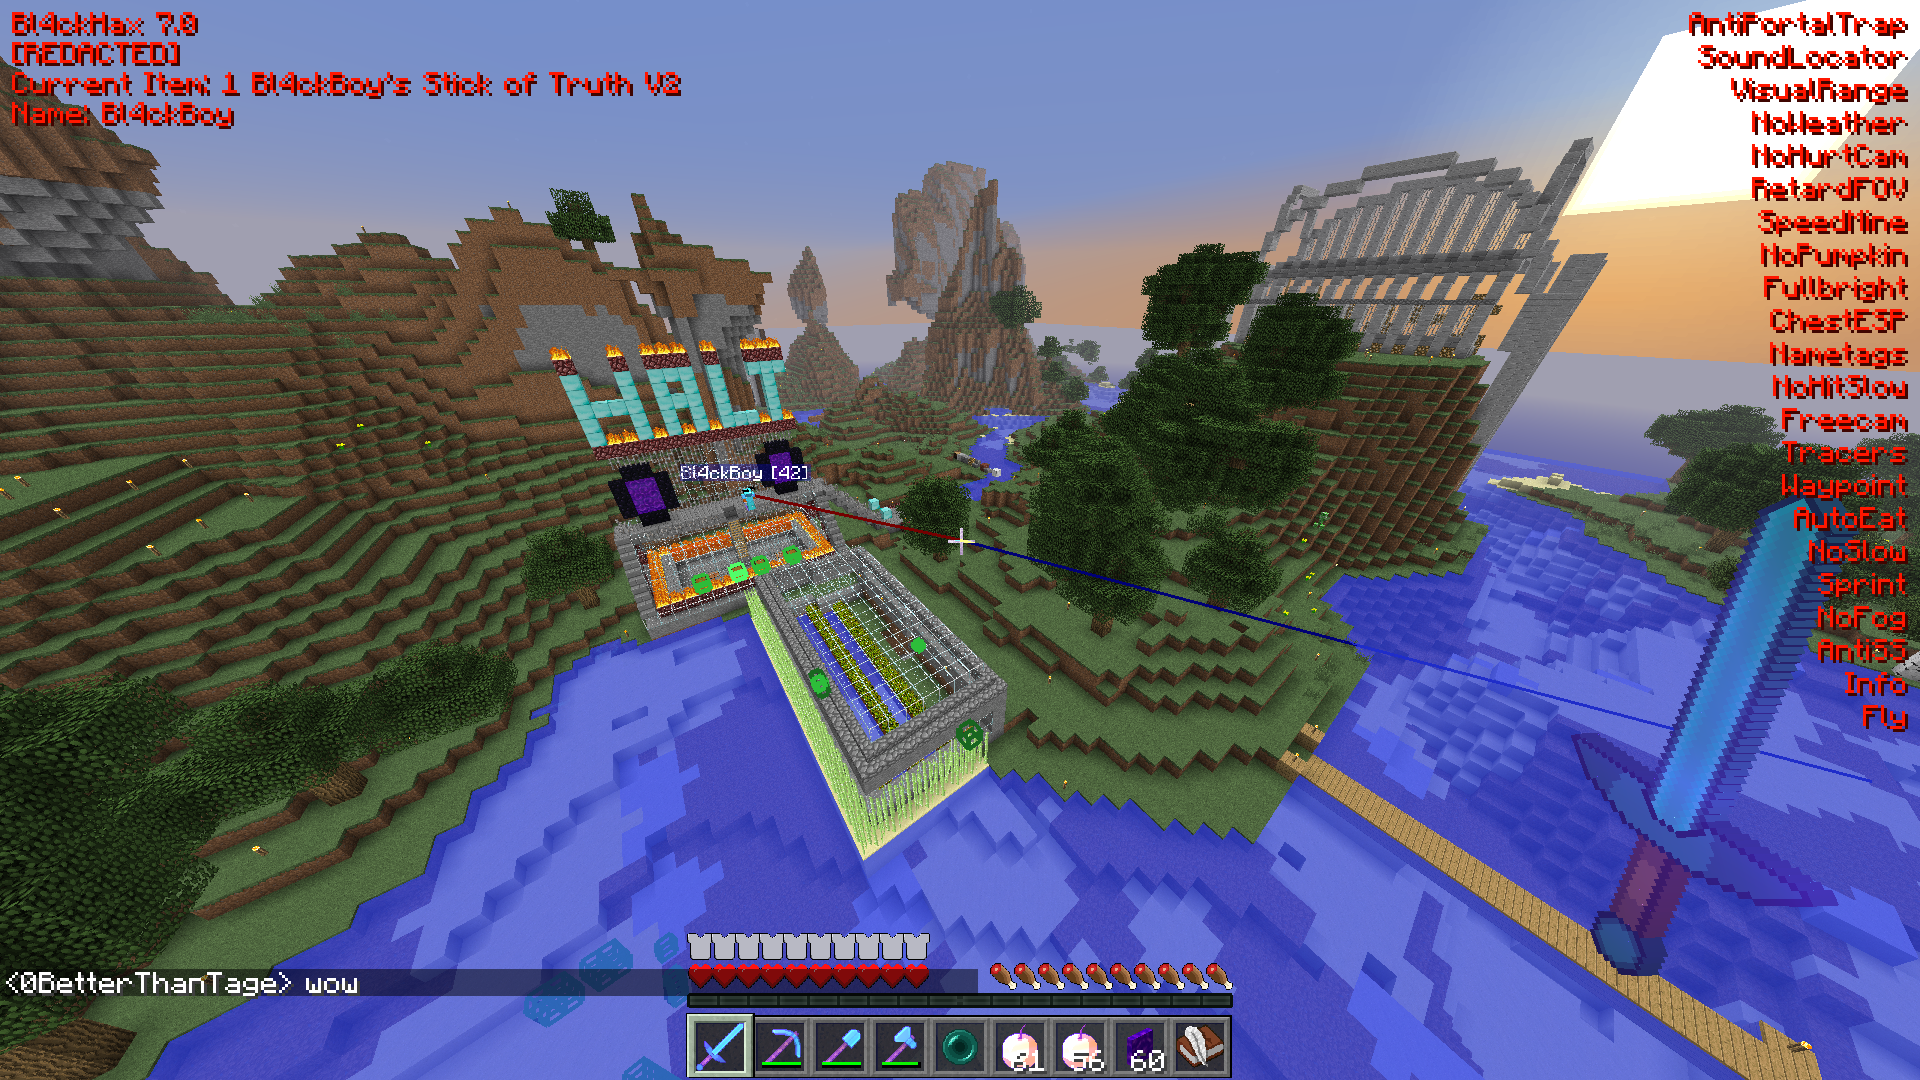 Bl4ckHax 7.0
[REDACTED]
Current Item: 1 Bl4ckBoy's Stick of Truth V2
Name: Bl4ckBoy
AntiPortalTrap
SoundLocator
VisualRange
NoWeather
NoHurtCam
RetardFOV
SpeedMine
NoPumpkin
Fullbright
ChestESP
Nametags
NoHitSlow
Freecam
Tracers
Waypoint
AutoEat
NoSlow
Sprint
NoFog
AntiSS
Info
Fly
HALT
Bl4ckBoy [42]
<0BetterThanTage> wow
61
56
60